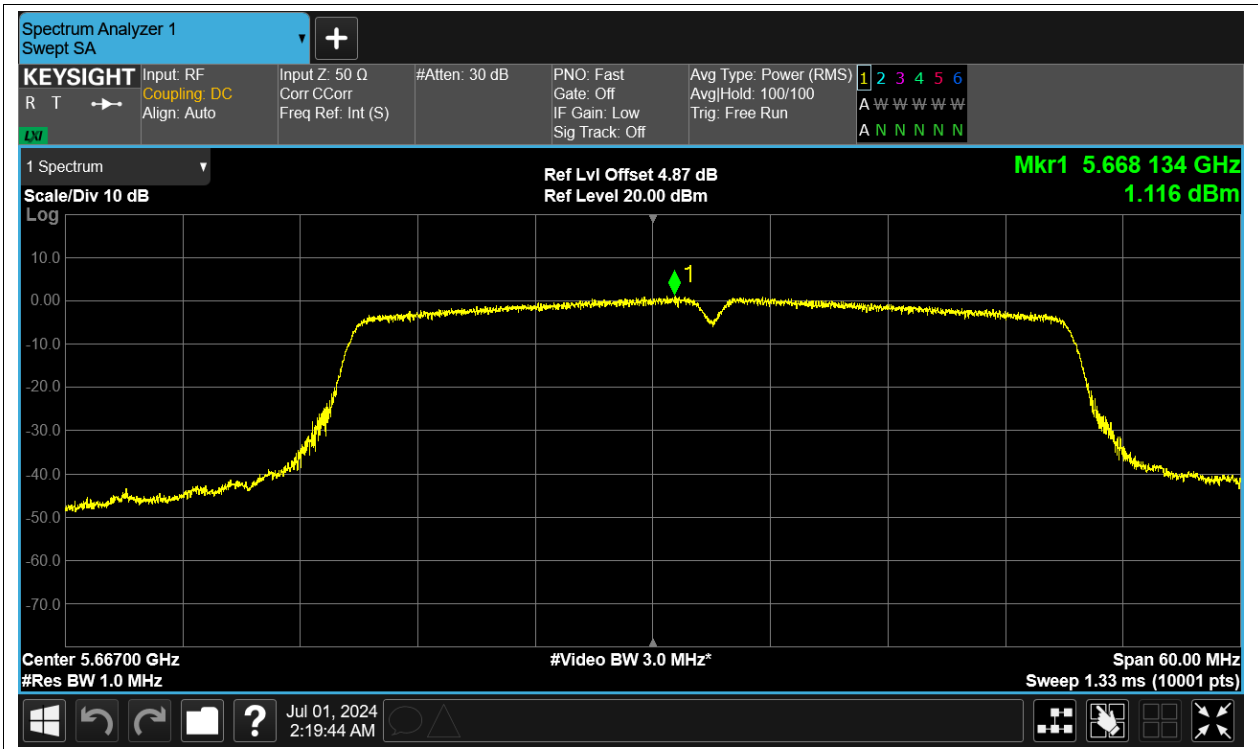 Spectrum Analyzer 1
Swept SA
KEYSIGHT
R T
LXI
Input: RF
Coupling: DC
Align: Auto
Input Z: 50 Ω
Corr CCorr
Freq Ref: Int (S)
#Atten: 30 dB
PNO: Fast
Gate: Off
IF Gain: Low
Sig Track: Off
Avg Type: Power (RMS)
Avg|Hold: 100/100
Trig: Free Run
1 2 3 4 5 6
A W W W W W
A N N N N N
1 Spectrum
Scale/Div 10 dB
Ref Lvl Offset 4.87 dB
Ref Level 20.00 dBm
Mkr1 5.668 134 GHz
1.116 dBm
Log
1
10.0
0.00
-10.0
-20.0
-30.0
-40.0
-50.0
-60.0
-70.0
Center 5.66700 GHz
#Video BW 3.0 MHz*
Span 60.00 MHz
#Res BW 1.0 MHz
Sweep 1.33 ms (10001 pts)
?
Jul 01, 2024
2:19:44 AM